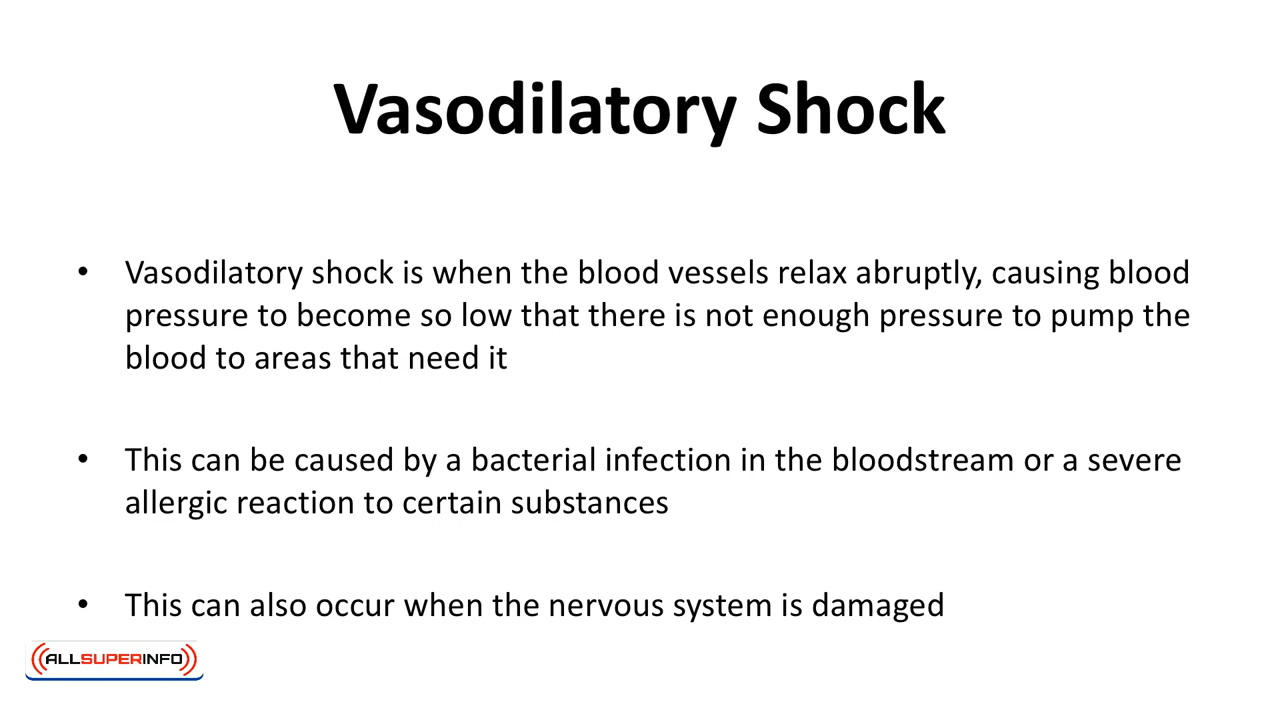 Vasodilatory Shock
• Vasodilatory shock is when the blood vessels relax abruptly, causing blood
pressure to become so low that there is not enough pressure to pump the
blood to areas that need it
• This can be caused by a bacterial infection in the bloodstream or a severe
allergic reaction to certain substances
• This can also occur when the nervous system is damaged
ALLSUPERINFO